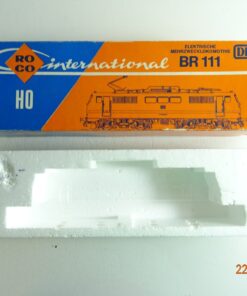 ROCO international
ELEKTRISCHE
MEHRZWECKLOKOMOTIVE
BR 111
DB
HO
22